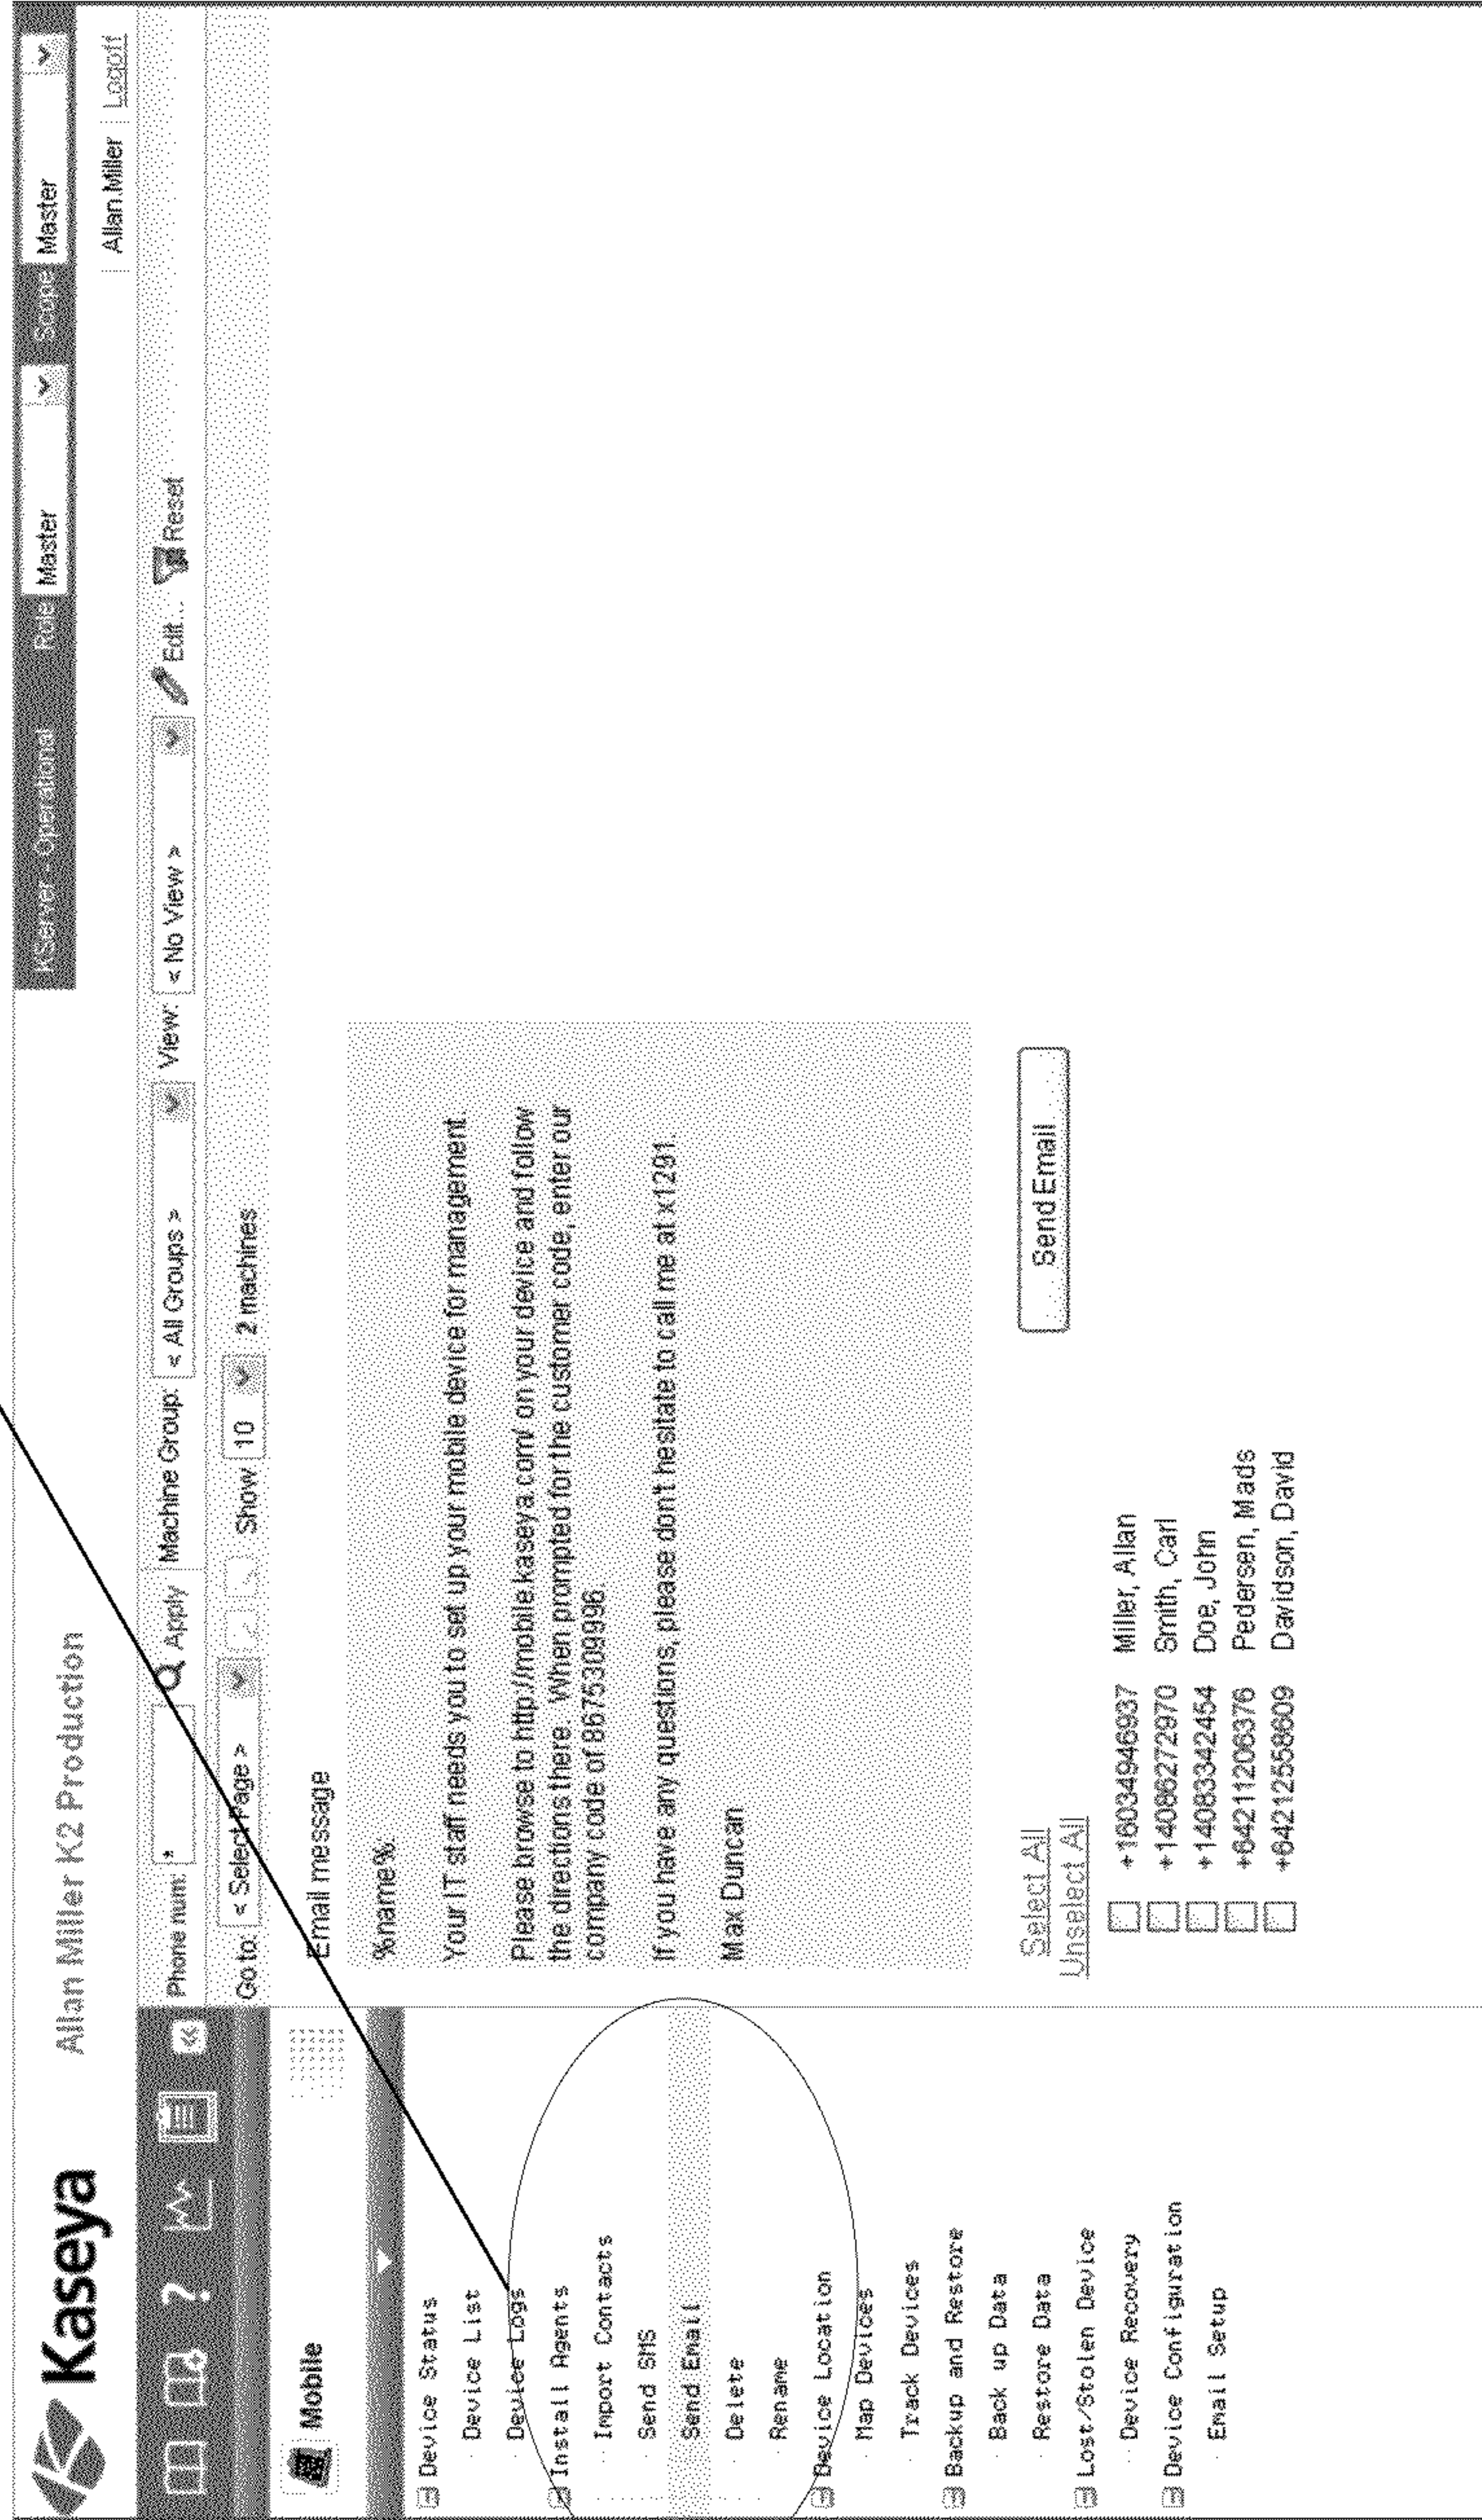 Kaseya
Allan Miller K2 Production
KServer - Operational Role Master Scope Master
Allan.Miller Logoff
Phone num: * Apply Machine Group: < All Groups > View: < No View > Edit... Reset
Go to: < Select Page > Show 10 2 machines
Mobile
Device Status
Device List
Device Logs
Install Agents
Import Contacts
Send SMS
Send Email
Delete
Rename
Device Location
Map Devices
Track Devices
Backup and Restore
Back up Data
Restore Data
Lost/Stolen Device
Device Recovery
Device Configuration
Email Setup
Email message
%name%.
Your IT staff needs you to set up your mobile device for management.
Please browse to http://mobile.kaseya.com/ on your device and follow
the directions there. When prompted for the customer code, enter our
company code of 8675309996.
If you have any questions, please don't hesitate to call me at x1291.
Max Duncan
Select All
Unselect All
Send Email
+16034946937 Miller, Allan
+14086272970 Smith, Carl
+14083342454 Doe, John
+64211206376 Pedersen, Mads
+64212558609 Davidson, David